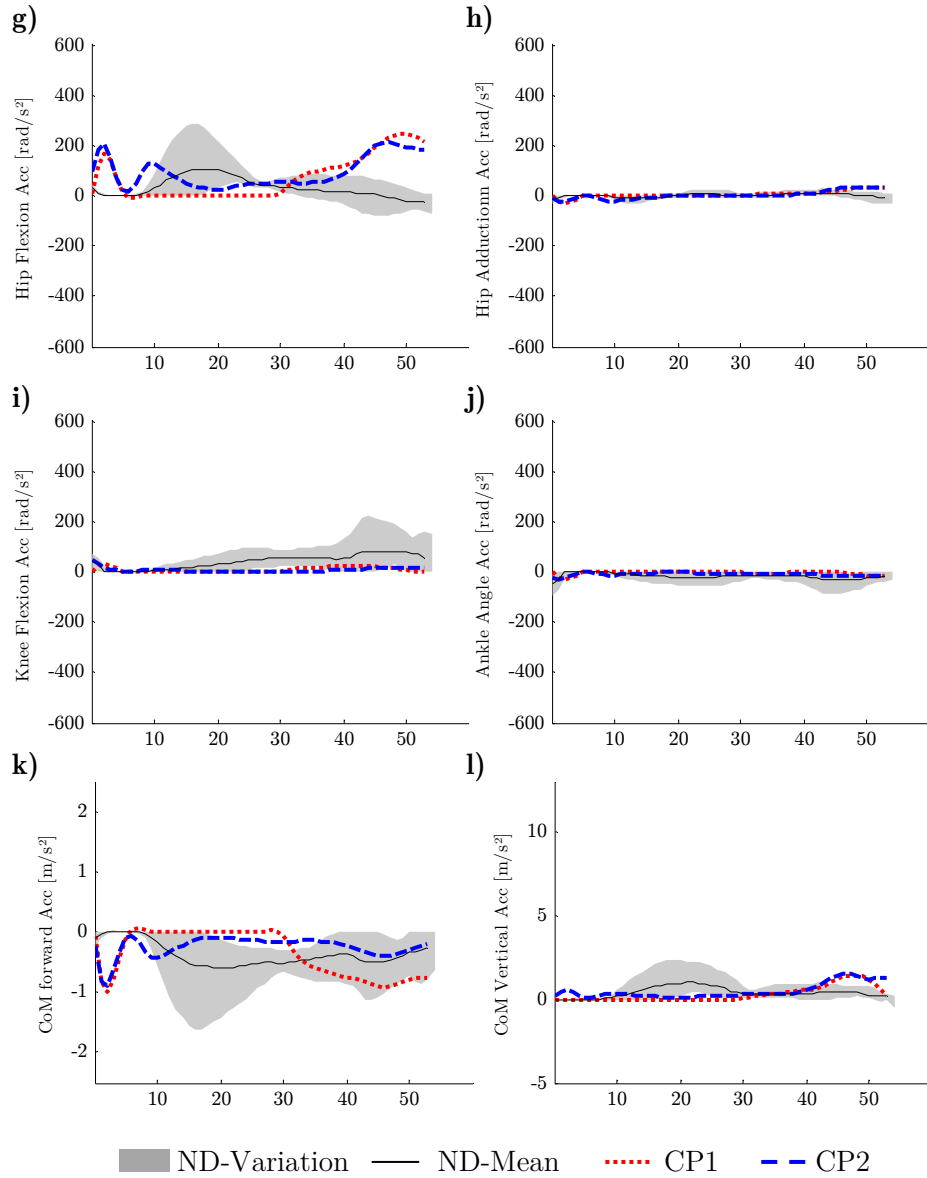 g)
Hip Flexion Acc [rad/s²]
600
400
200
0
-200
-400
-600
10 20 30 40 50
h)
Hip Adductionn Acc [rad/s²]
600
400
200
0
-200
-400
-600
10 20 30 40 50
i)
Knee Flexion Acc [rad/s²]
600
400
200
0
-200
-400
-600
10 20 30 40 50
j)
Ankle Angle Acc [rad/s²]
600
400
200
0
-200
-400
-600
10 20 30 40 50
k)
CoM forward Acc [m/s²]
2
1
0
-1
-2
10 20 30 40 50
l)
CoM Vertical Acc [m/s²]
10
5
0
-5
10 20 30 40 50
ND-Variation ND-Mean CP1 CP2